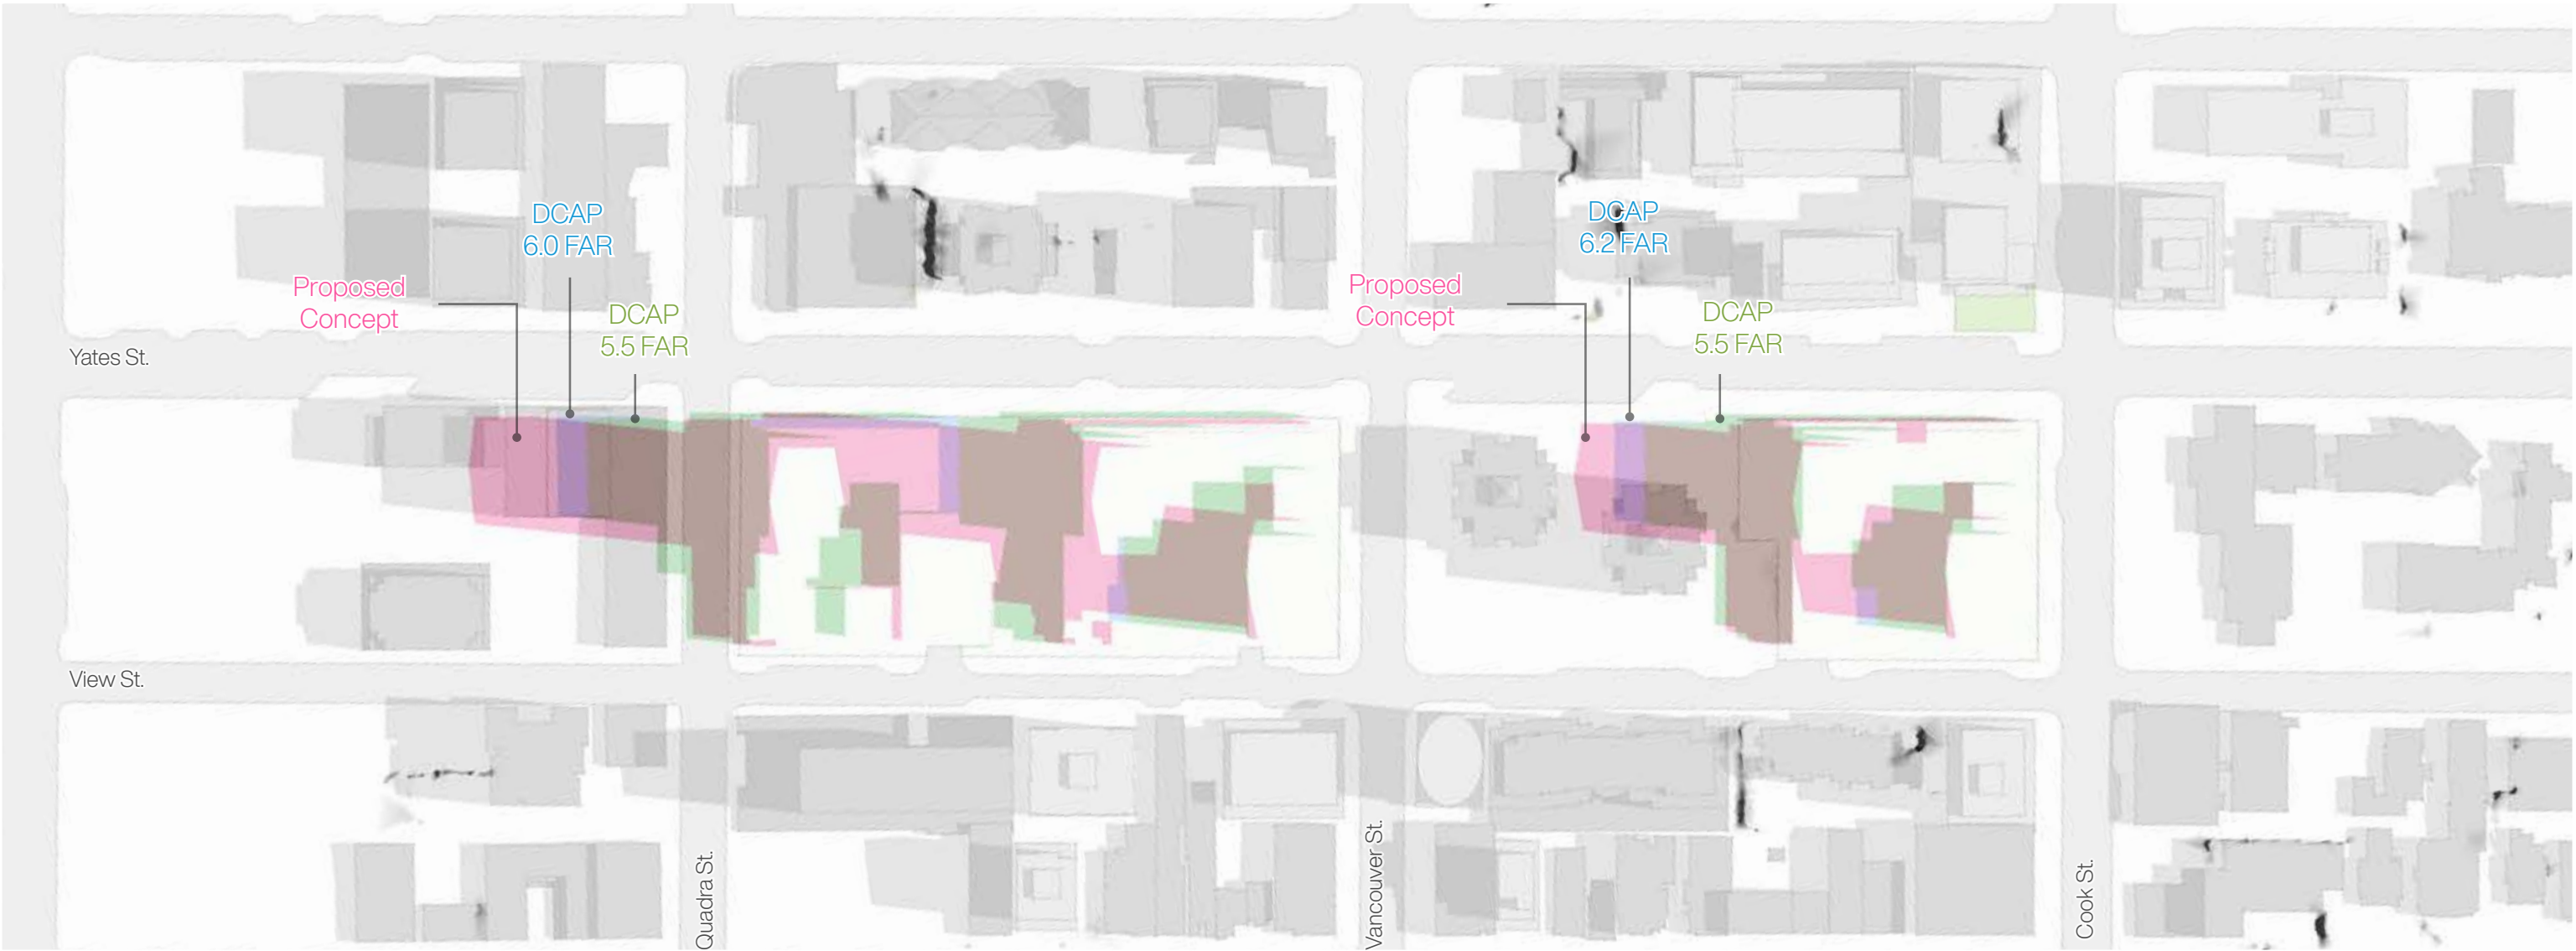 DCAP
6.0 FAR
Proposed
Concept
DCAP
5.5 FAR
DCAP
6.2 FAR
Proposed
Concept
DCAP
5.5 FAR
Yates St.
View St.
Quadra St.
Vancouver St.
Cook St.